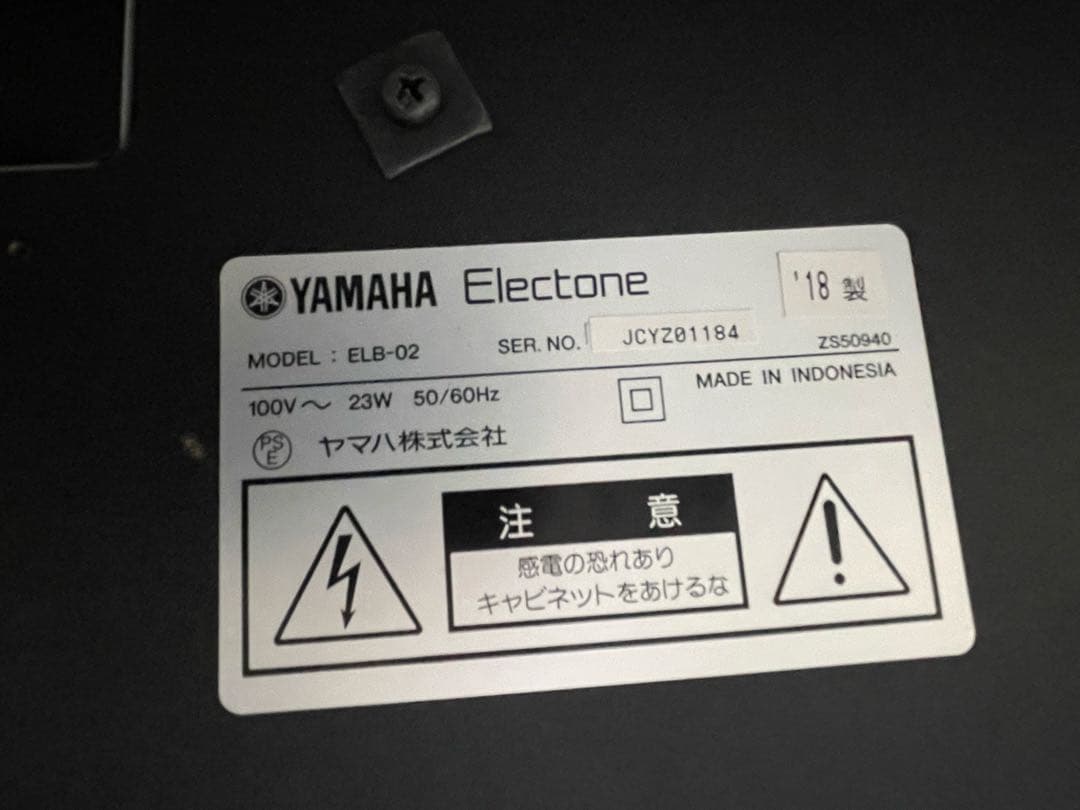 YAMAHA Electone '18 製
MODEL : ELB-02 SER. NO. JCYZ01184 ZS50940
100V～ 23W 50/60Hz MADE IN INDONESIA
PSE ヤマハ株式会社
注意
感電の恐れあり
キャビネットをあけるな